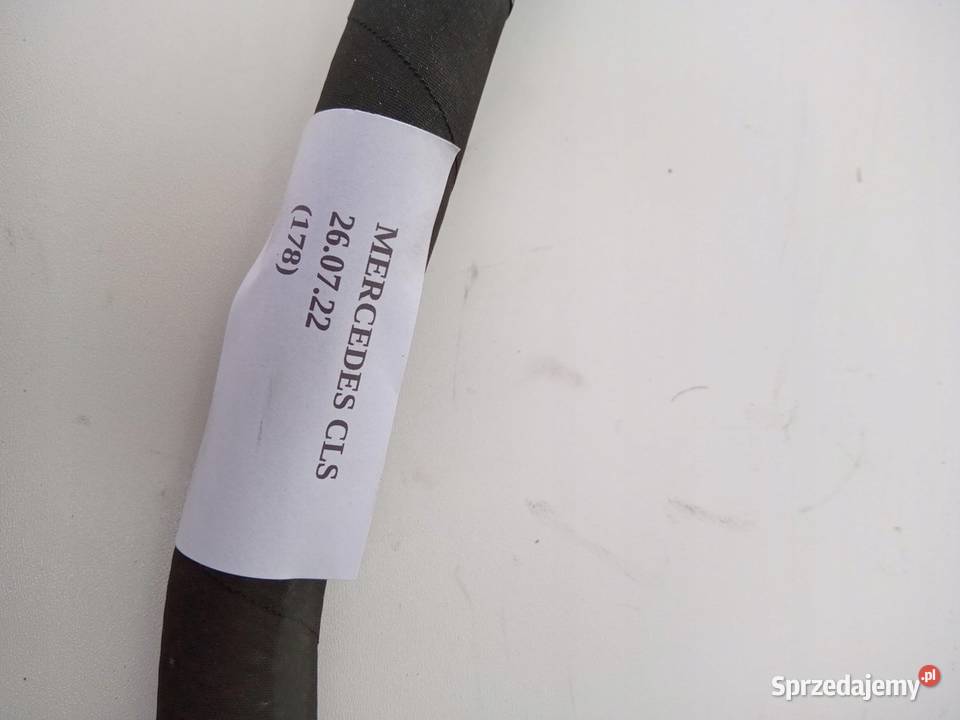 MERCEDES CLS
26.07.22
(178)
Sprzedajemy.pl